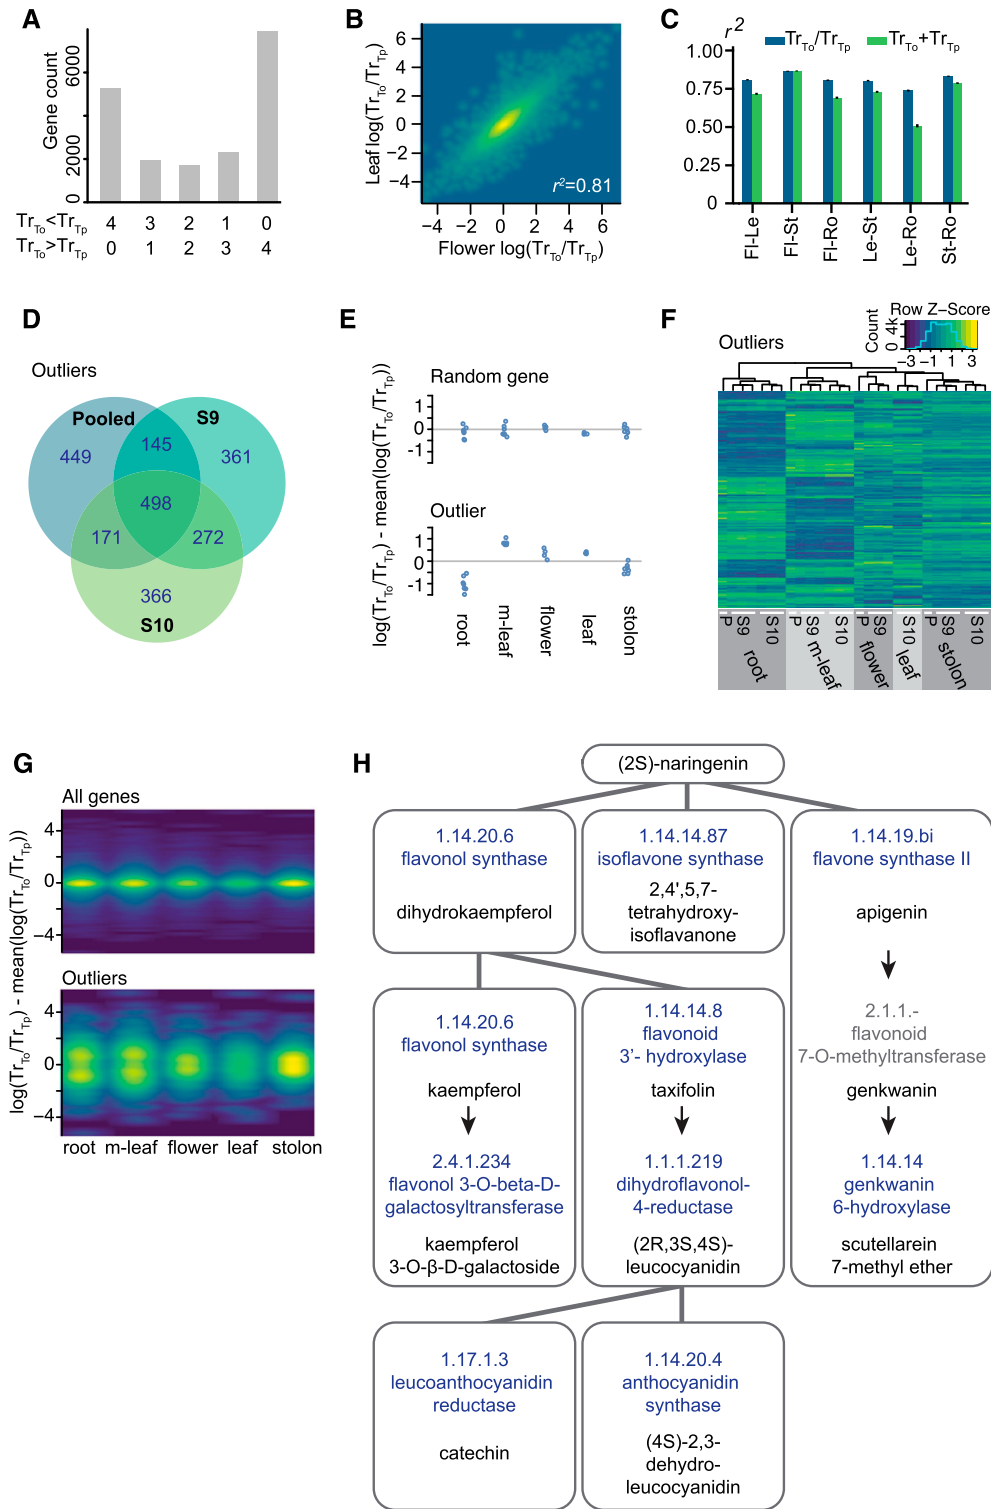 A
Gene count
0
2000
6000
TrTo<TrTp 4 3 2 1 0
TrTo>TrTp 0 1 2 3 4
B
Leaf log(TrTo/TrTp)
6
4
2
0
−2
−4
r²=0.81
−4 −2 0 2 4 6
Flower log(TrTo/TrTp)
C
r²
TrTo/TrTp TrTo+TrTp
1.00
0.75
0.50
0.25
0
Fl-Le
Fl-St
Fl-Ro
Le-St
Le-Ro
St-Ro
D
Outliers
Pooled
S9
145
449
361
498
171
272
366
S10
E
log(TrTo/TrTp) - mean(log(TrTo/TrTp))
Random gene
1
0
-1
Outlier
1
0
-1
root
m-leaf
flower
leaf
stolon
F
Outliers
Row Z-Score
Count
0 4k
−3 −1 1 3
P S9 S10 P S9 S10 P S9 S10 P S9 S10
root m-leaf flower leaf stolon
G
log(TrTo/TrTp) - mean(log(TrTo/TrTp))
All genes
4
0
−4
Outliers
4
0
−4
root m-leaf flower leaf stolon
H
(2S)-naringenin
1.14.20.6
flavonol synthase
dihydrokaempferol
1.14.14.87
isoflavone synthase
2,4',5,7-
tetrahydroxy-
isoflavanone
1.14.19.bi
flavone synthase II
apigenin
2.1.1.-
flavonoid
7-O-methyltransferase
genkwanin
1.14.14
genkwanin
6-hydroxylase
scutellarein
7-methyl ether
1.14.20.6
flavonol synthase
kaempferol
2.4.1.234
flavonol 3-O-beta-D-
galactosyltransferase
kaempferol
3-O-β-D-galactoside
1.14.14.8
flavonoid
3'- hydroxylase
taxifolin
1.1.1.219
dihydroflavonol-
4-reductase
(2R,3S,4S)-
leucocyanidin
1.17.1.3
leucoanthocyanidin
reductase
catechin
1.14.20.4
anthocyanidin
synthase
(4S)-2,3-
dehydro-
leucocyanidin